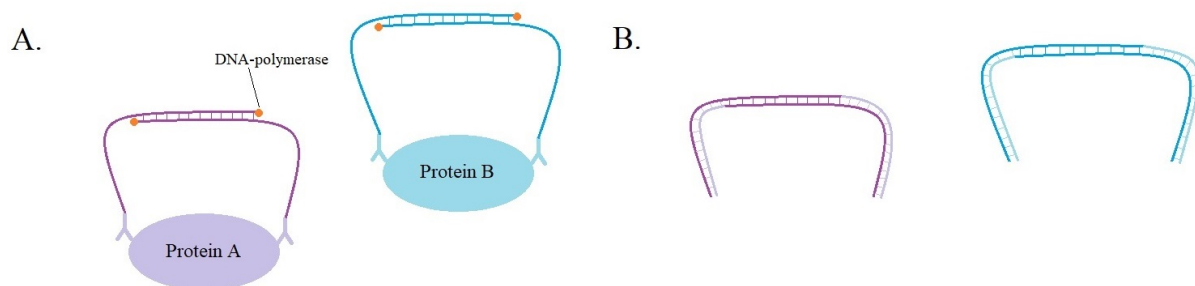 A.
DNA-polymerase
Protein B
Protein A
B.